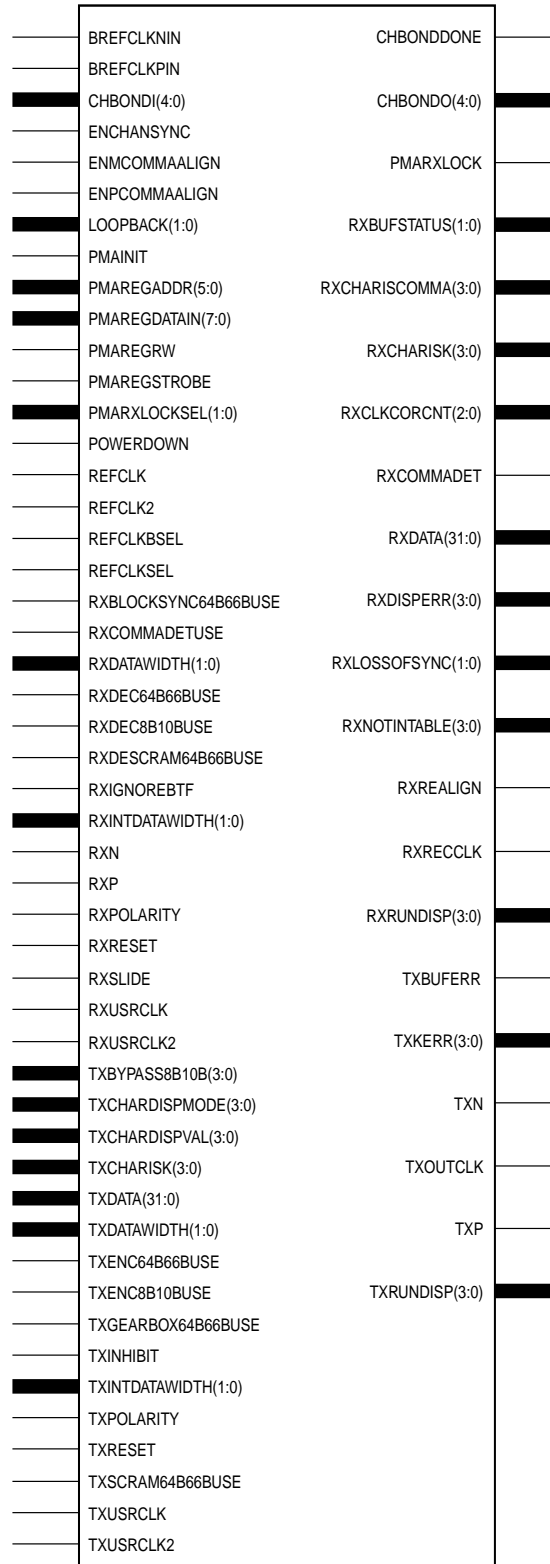 BREFCLKNIN
BREFCLKPIN
CHBONDI(4:0)
ENCHANSYNC
ENMCOMMAALIGN
ENPCOMMAALIGN
LOOPBACK(1:0)
PMAINIT
PMAREGADDR(5:0)
PMAREGDATAIN(7:0)
PMAREGRW
PMAREGSTROBE
PMARXLOCKSEL(1:0)
POWERDOWN
REFCLK
REFCLK2
REFCLKBSEL
REFCLKSEL
RXBLOCKSYNC64B66BUSE
RXCOMMADETUSE
RXDATAWIDTH(1:0)
RXDEC64B66BUSE
RXDEC8B10BUSE
RXDESCRAM64B66BUSE
RXIGNOREBTF
RXINTDATAWIDTH(1:0)
RXN
RXP
RXPOLARITY
RXRESET
RXSLIDE
RXUSRCLK
RXUSRCLK2
TXBYPASS8B10B(3:0)
TXCHARDISPMODE(3:0)
TXCHARDISPVAL(3:0)
TXCHARISK(3:0)
TXDATA(31:0)
TXDATAWIDTH(1:0)
TXENC64B66BUSE
TXENC8B10BUSE
TXGEARBOX64B66BUSE
TXINHIBIT
TXINTDATAWIDTH(1:0)
TXPOLARITY
TXRESET
TXSCRAM64B66BUSE
TXUSRCLK
TXUSRCLK2
CHBONDDONE
CHBONDO(4:0)
PMARXLOCK
RXBUFSTATUS(1:0)
RXCHARISCOMMA(3:0)
RXCHARISK(3:0)
RXCLKCORCNT(2:0)
RXCOMMADET
RXDATA(31:0)
RXDISPERR(3:0)
RXLOSSOFSYNC(1:0)
RXNOTINTABLE(3:0)
RXREALIGN
RXRECCLK
RXRUNDISP(3:0)
TXBUFERR
TXKERR(3:0)
TXN
TXOUTCLK
TXP
TXRUNDISP(3:0)